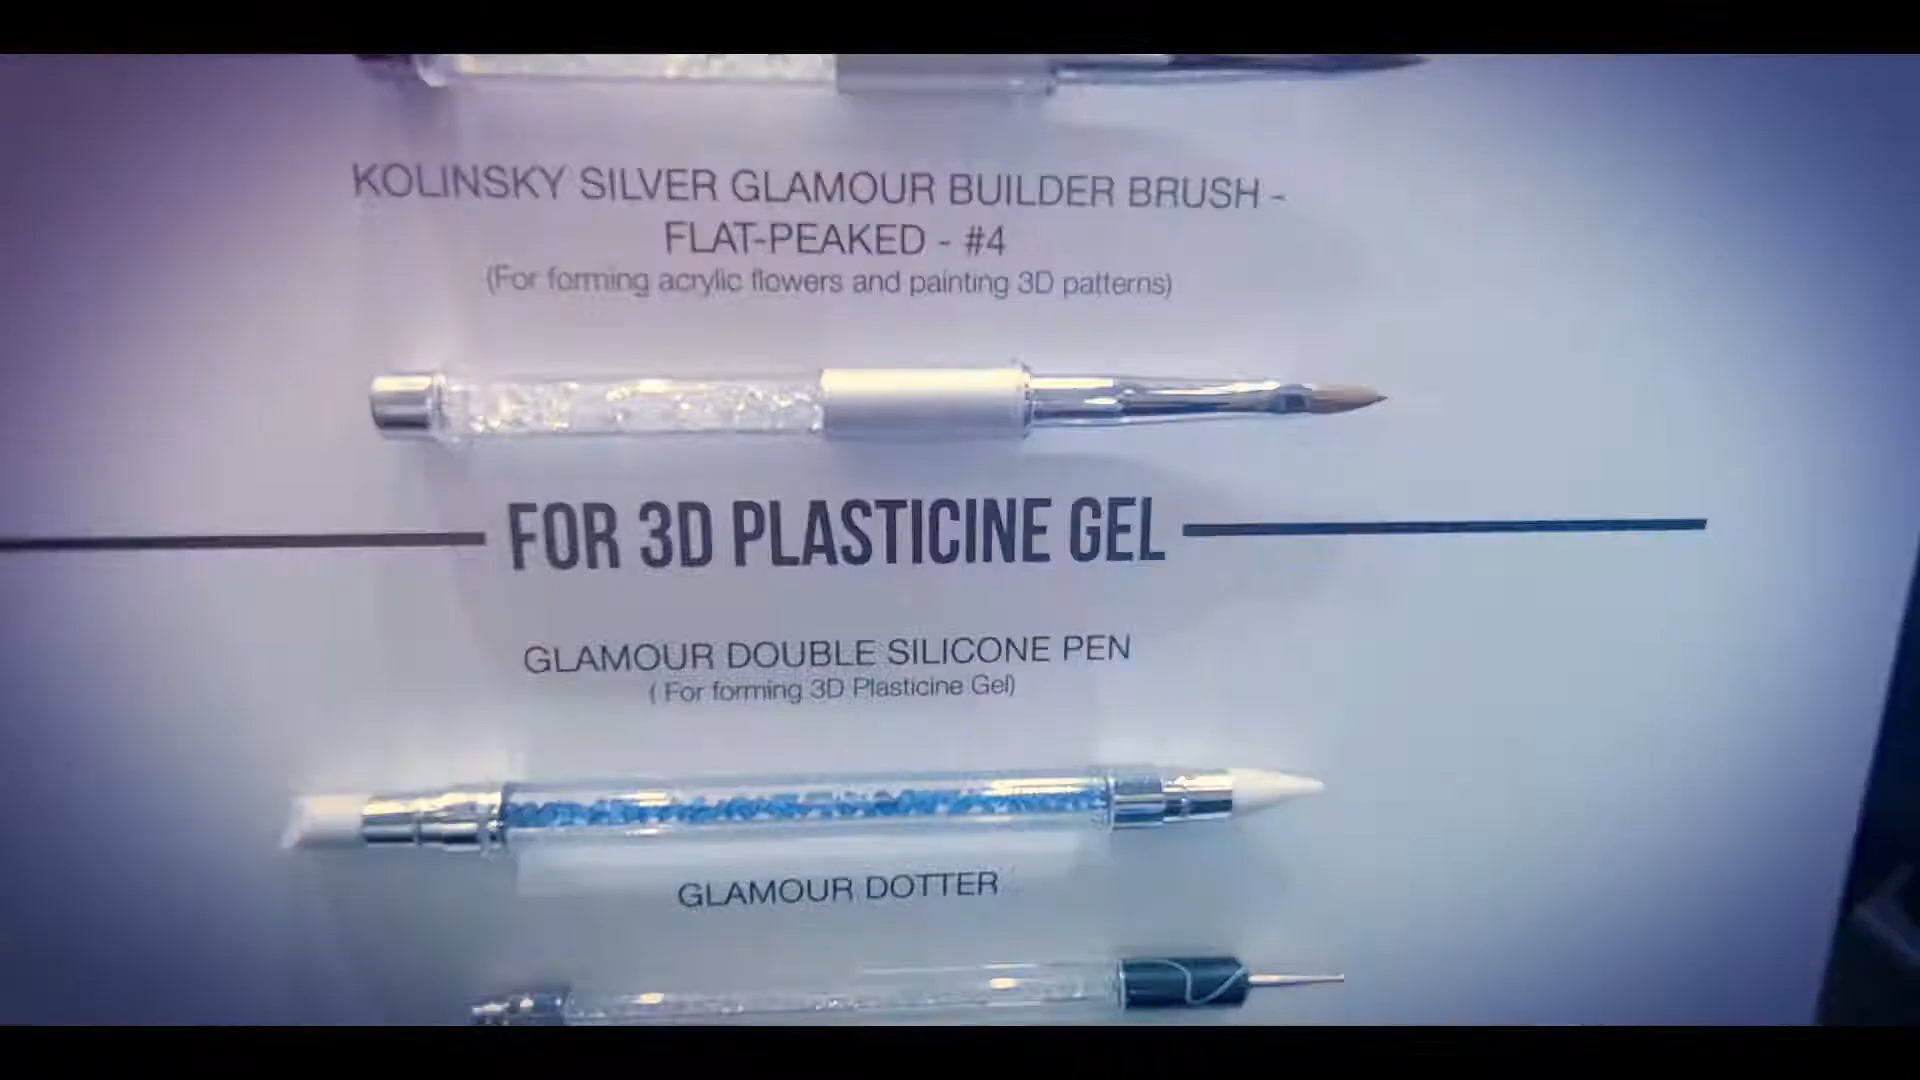 KOLINSKY SILVER GLAMOUR BUILDER BRUSH -
FLAT-PEAKED - #4
(For forming acrylic flowers and painting 3D patterns)
FOR 3D PLASTICINE GEL
GLAMOUR DOUBLE SILICONE PEN
( For forming 3D Plasticine Gel)
GLAMOUR DOTTER